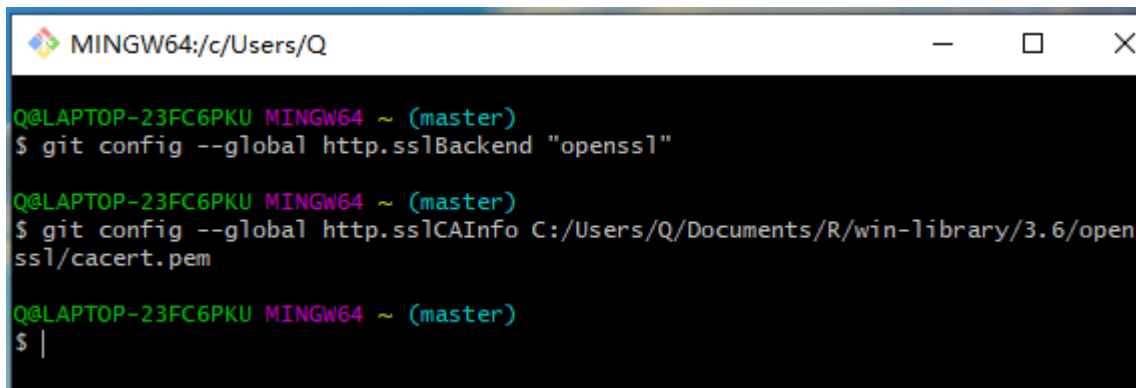 MINGW64:/c/Users/Q
Q@LAPTOP-23FC6PKU MINGW64 ~ (master)
$ git config --global http.sslBackend "openssl"
Q@LAPTOP-23FC6PKU MINGW64 ~ (master)
$ git config --global http.sslCAInfo C:/Users/Q/Documents/R/win-library/3.6/open
ssl/cacert.pem
Q@LAPTOP-23FC6PKU MINGW64 ~ (master)
$